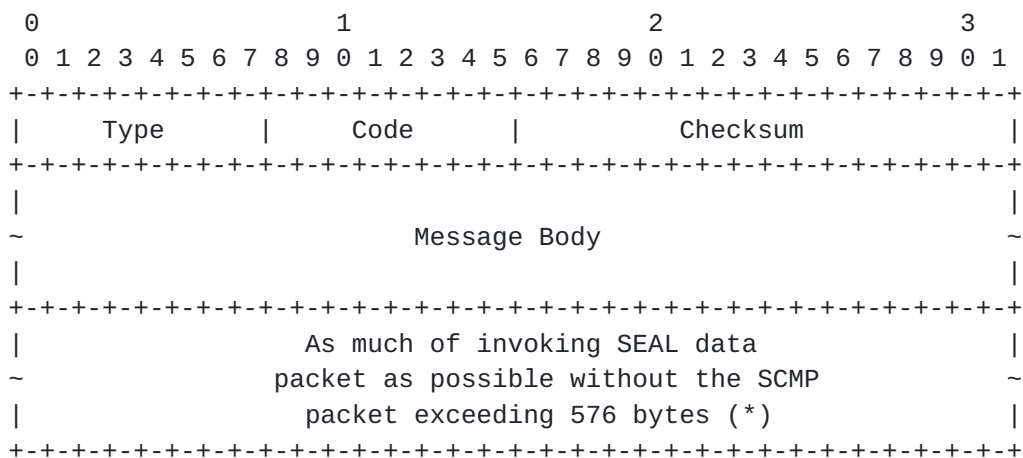 0                   1                   2                   3
 0 1 2 3 4 5 6 7 8 9 0 1 2 3 4 5 6 7 8 9 0 1 2 3 4 5 6 7 8 9 0 1
+-+-+-+-+-+-+-+-+-+-+-+-+-+-+-+-+-+-+-+-+-+-+-+-+-+-+-+-+-+-+-+-+
|     Type      |     Code      |          Checksum             |
+-+-+-+-+-+-+-+-+-+-+-+-+-+-+-+-+-+-+-+-+-+-+-+-+-+-+-+-+-+-+-+-+
|                                                               |
~                         Message Body                          ~
|                                                               |
+-+-+-+-+-+-+-+-+-+-+-+-+-+-+-+-+-+-+-+-+-+-+-+-+-+-+-+-+-+-+-+-+
|                  As much of invoking SEAL data                |
~                packet as possible without the SCMP            ~
|                  packet exceeding 576 bytes (*)               |
+-+-+-+-+-+-+-+-+-+-+-+-+-+-+-+-+-+-+-+-+-+-+-+-+-+-+-+-+-+-+-+-+